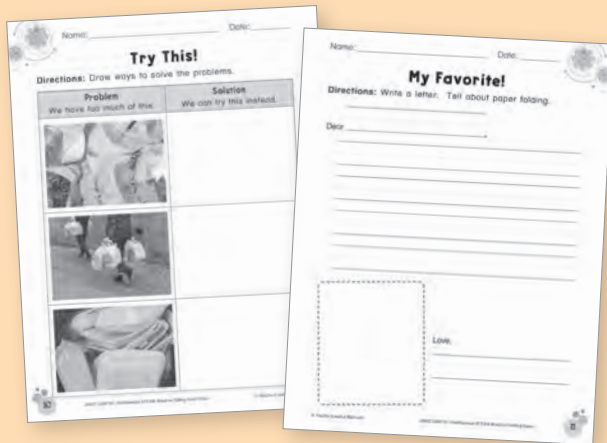 Name: Date:
Try This!
Directions: Draw ways to solve the problems.
Problem
We have too much of this.
Solution
We can try this instead.
Name: Date:
My Favorite!
Directions: Write a letter. Tell about paper folding.
Dear
Love,